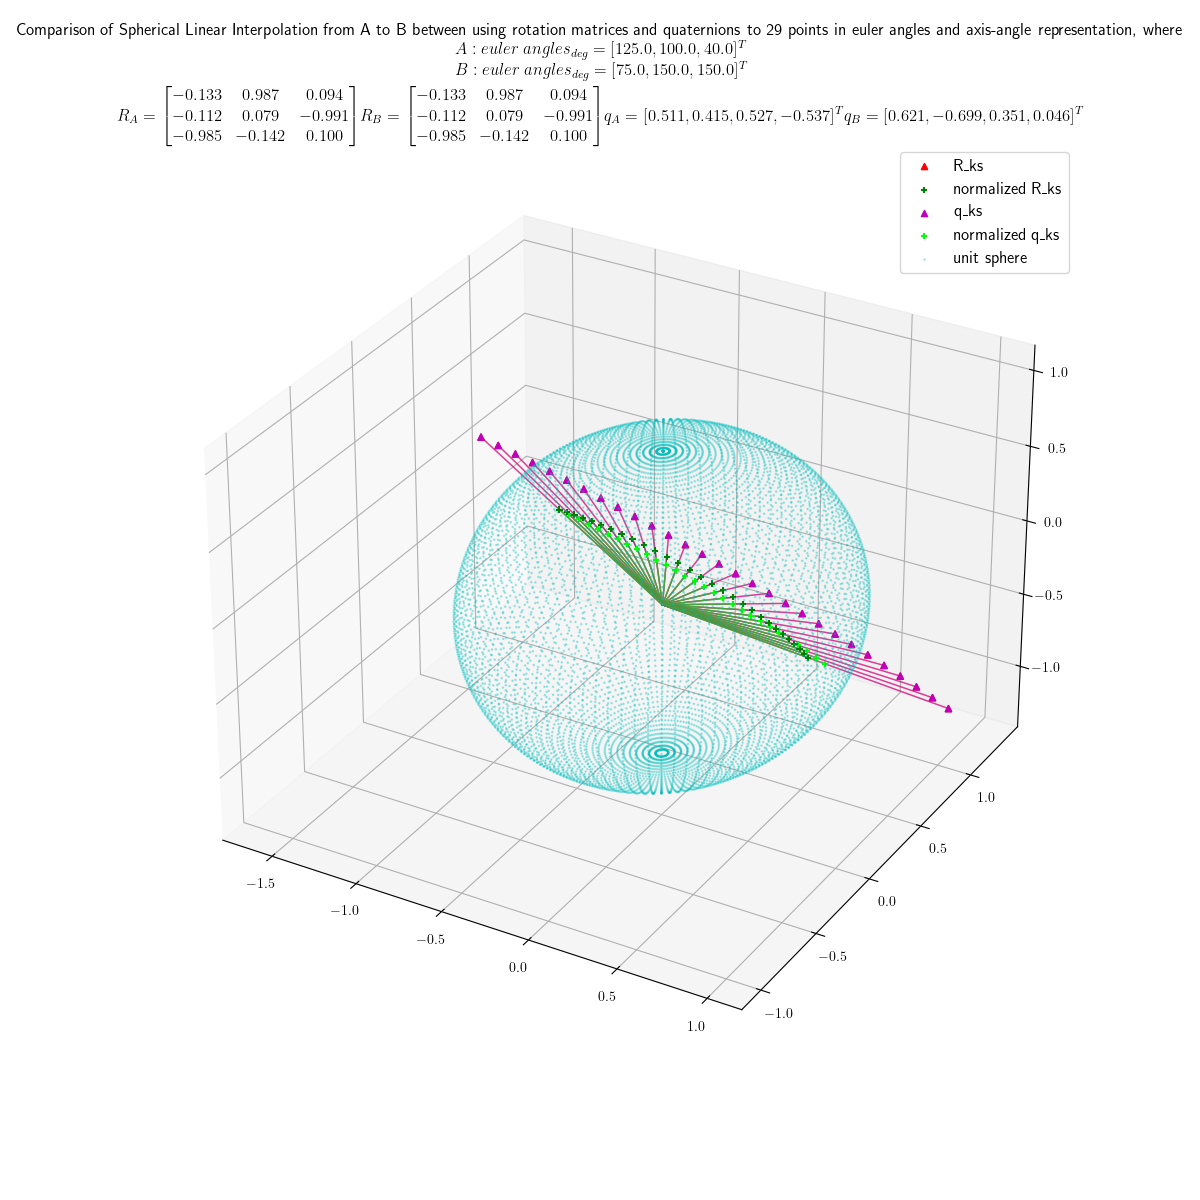 Comparison of Spherical Linear Interpolation from A to B between using rotation matrices and quaternions to 29 points in euler angles and axis-angle representation, where
A : euler angles_deg = [125.0, 100.0, 40.0]^T
B : euler angles_deg = [75.0, 150.0, 150.0]^T
R_A = [−0.133 0.987 0.094; −0.112 0.079 −0.991; −0.985 −0.142 0.100] R_B = [−0.133 0.987 0.094; −0.112 0.079 −0.991; −0.985 −0.142 0.100] q_A = [0.511, 0.415, 0.527, −0.537]^T q_B = [0.621, −0.699, 0.351, 0.046]^T
R_ks
normalized R_ks
q_ks
normalized q_ks
unit sphere
1.0
0.5
0.0
−0.5
−1.0
1.0
0.5
0.0
−0.5
−1.0
−1.5
−1.0
−0.5
0.0
0.5
1.0